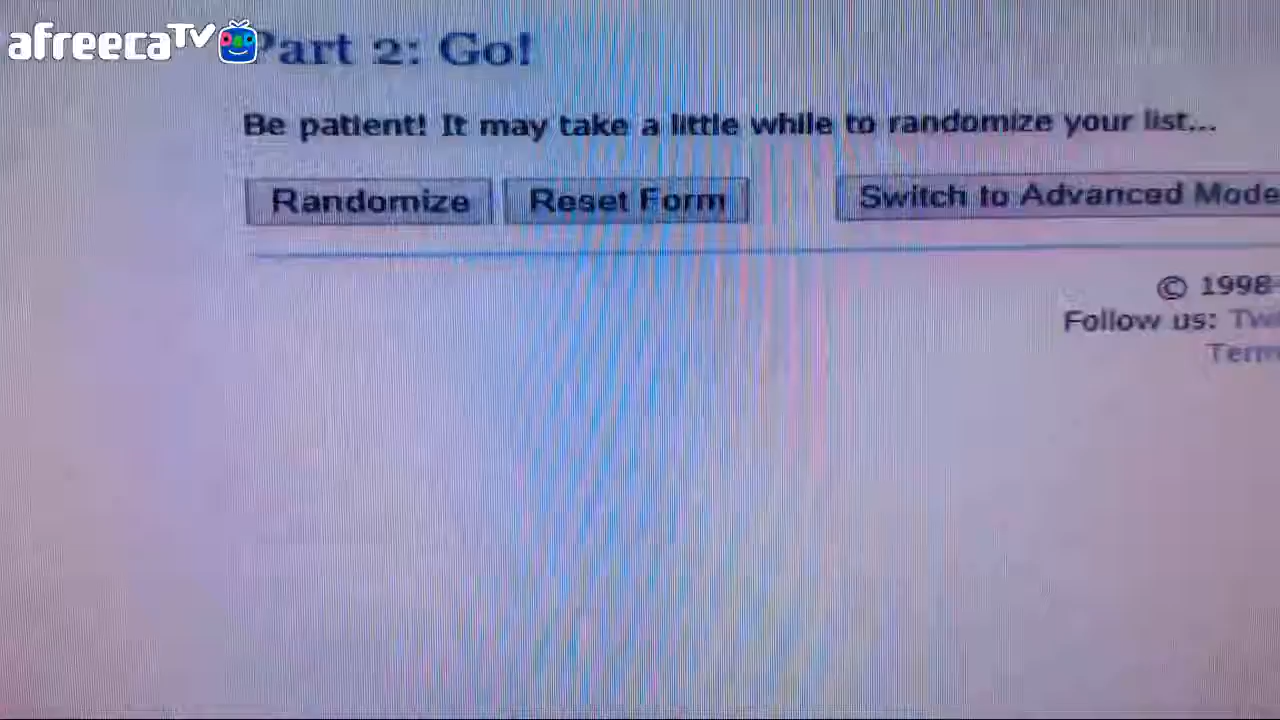 afreecaTV
Part 2: Go!
Be patient! It may take a little while to randomize your list...
Randomize Reset Form Switch to Advanced Mode
© 1998-
Follow us: